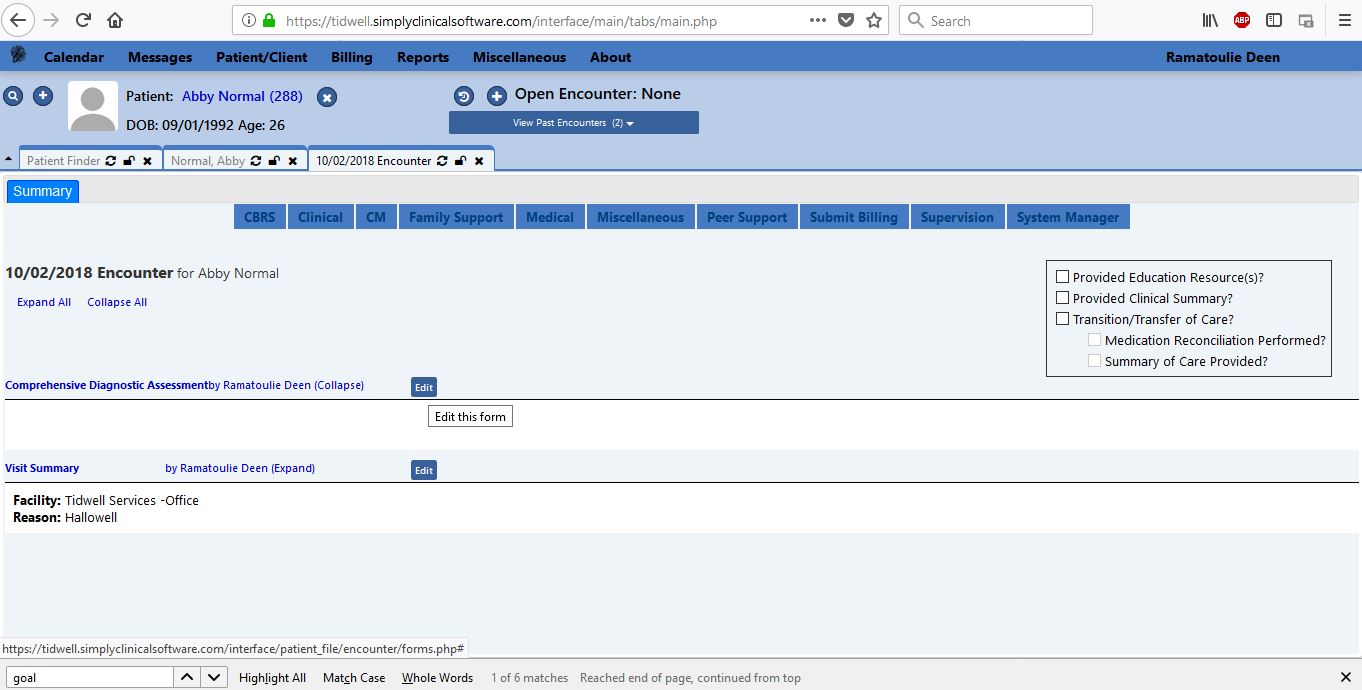 https://tidwell.simplyclinicalsoftware.com/interface/main/tabs/main.php
Search
ABP
Calendar Messages Patient/Client Billing Reports Miscellaneous About Ramatoulie Deen
Patient: Abby Normal (288)
DOB: 09/01/1992 Age: 26
Open Encounter: None
View Past Encounters (2)
Patient Finder Normal, Abby 10/02/2018 Encounter
Summary
CBRS Clinical CM Family Support Medical Miscellaneous Peer Support Submit Billing Supervision System Manager
10/02/2018 Encounter for Abby Normal
Expand All Collapse All
Provided Education Resource(s)?
Provided Clinical Summary?
Transition/Transfer of Care?
Medication Reconciliation Performed?
Summary of Care Provided?
Comprehensive Diagnostic Assessmentby Ramatoulie Deen (Collapse) Edit
Edit this form
Visit Summary by Ramatoulie Deen (Expand) Edit
Facility: Tidwell Services -Office
Reason: Hallowell
https://tidwell.simplyclinicalsoftware.com/interface/patient_file/encounter/forms.php#
goal Highlight All Match Case Whole Words 1 of 6 matches Reached end of page, continued from top